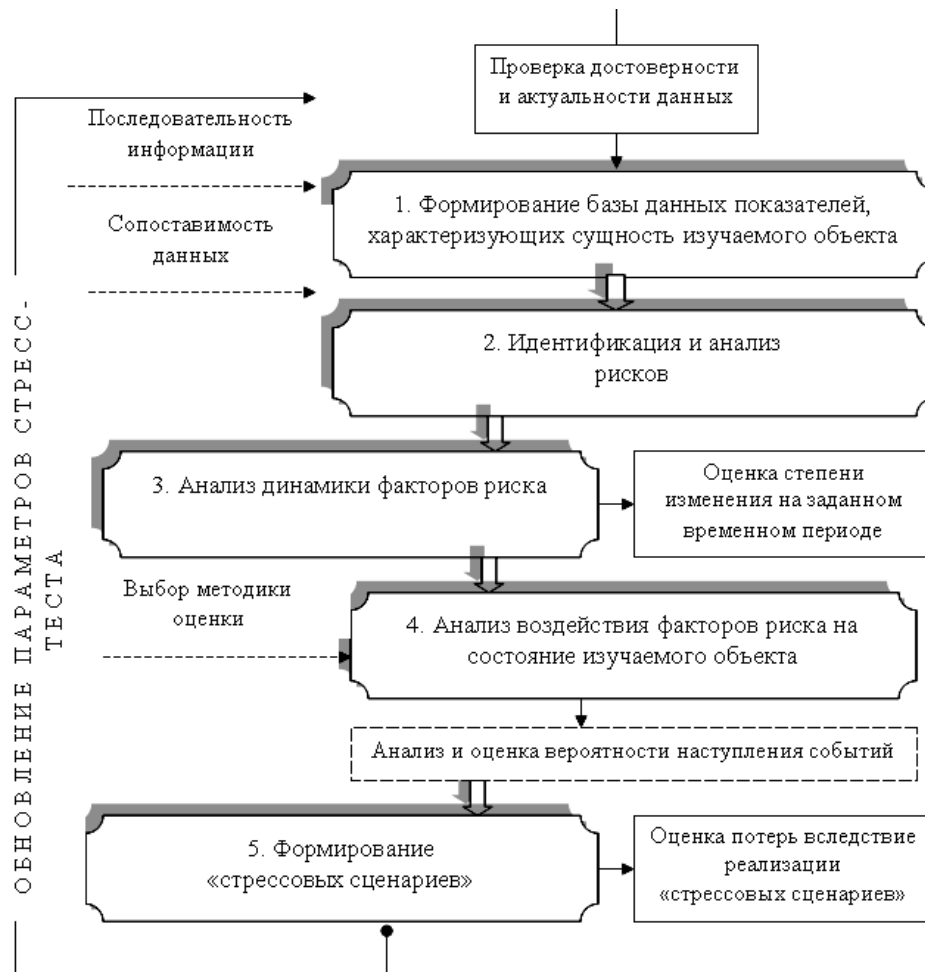 Проверка достоверности
и актуальности данных
Последовательность
информации
1. Формирование базы данных показателей,
характеризующих сущность изучаемого объекта
Сопоставимость
данных
2. Идентификация и анализ
рисков
3. Анализ динамики факторов риска
Оценка степени
изменения на заданном
временном периоде
Выбор методики
оценки
4. Анализ воздействия факторов риска на
состояние изучаемого объекта
Анализ и оценка вероятности наступления событий
5. Формирование
«стрессовых сценариев»
Оценка потерь вследствие
реализации
«стрессовых сценариев»
ОБНОВЛЕНИЕ ПАРАМЕТРОВ СТРЕСС-
ТЕСТА